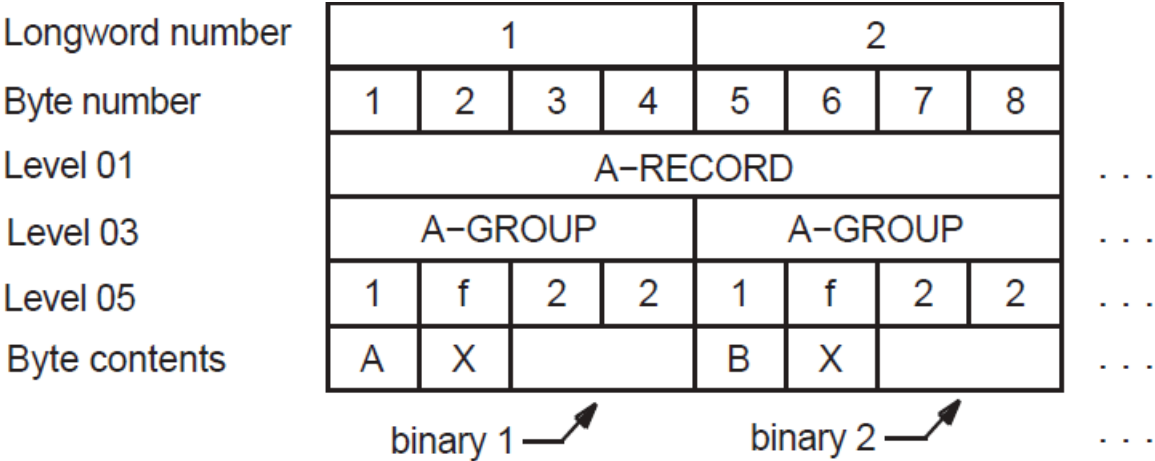 Longword number 1 2
Byte number 1 2 3 4 5 6 7 8
Level 01 A−RECORD . . .
Level 03 A−GROUP A−GROUP . . .
Level 05 1 f 2 2 1 f 2 2 . . .
Byte contents A X B X . . .
binary 1 binary 2 . . .